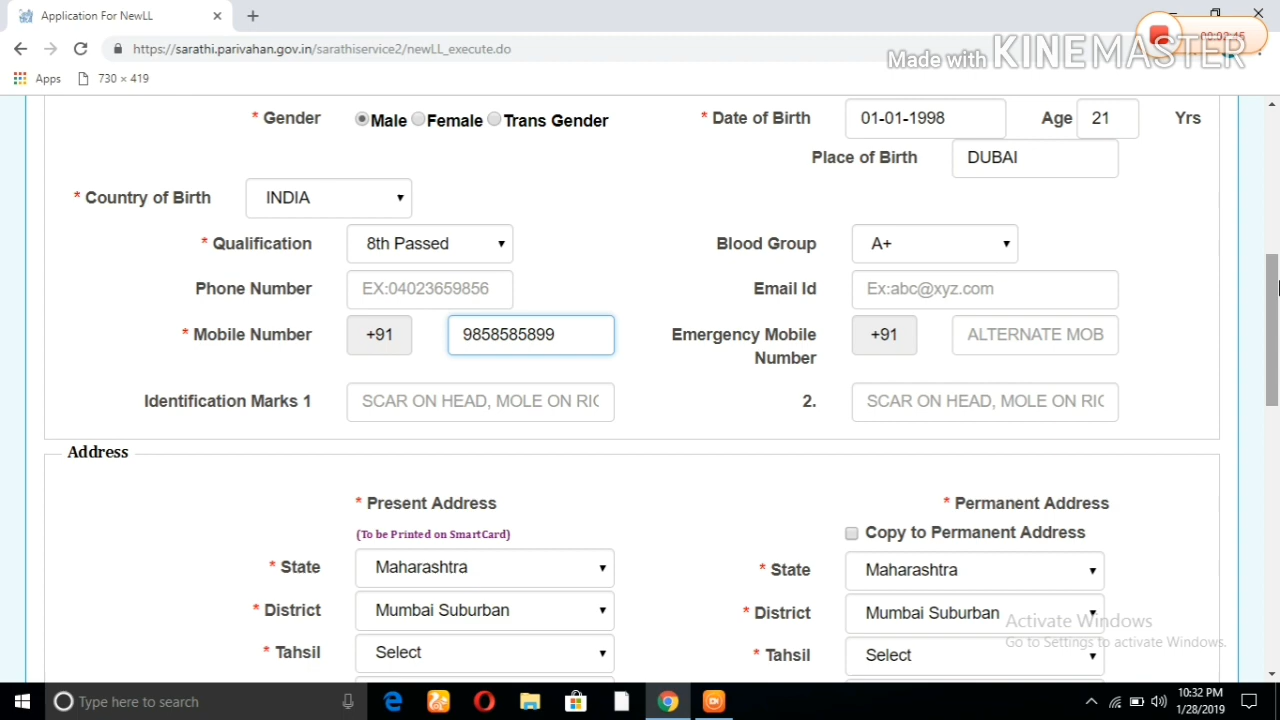 Application For NewLL
https://sarathi.parivahan.gov.in/sarathiservice2/newLL_execute.do
Made with KINEMASTER
Apps 730 × 419
* Gender Male Female Trans Gender * Date of Birth 01-01-1998 Age 21 Yrs
Place of Birth DUBAI
* Country of Birth INDIA
* Qualification 8th Passed Blood Group A+
Phone Number EX:04023659856 Email Id Ex:abc@xyz.com
* Mobile Number +91 9858585899 Emergency Mobile +91 ALTERNATE MOB
Number
Identification Marks 1 SCAR ON HEAD, MOLE ON RIC 2. SCAR ON HEAD, MOLE ON RIC
Address
* Present Address * Permanent Address
(To be Printed on SmartCard) Copy to Permanent Address
* State Maharashtra * State Maharashtra
* District Mumbai Suburban * District Mumbai Suburban
Activate Windows
Go to Settings to activate Windows.
* Tahsil Select * Tahsil Select
Type here to search
10:32 PM
1/28/2019